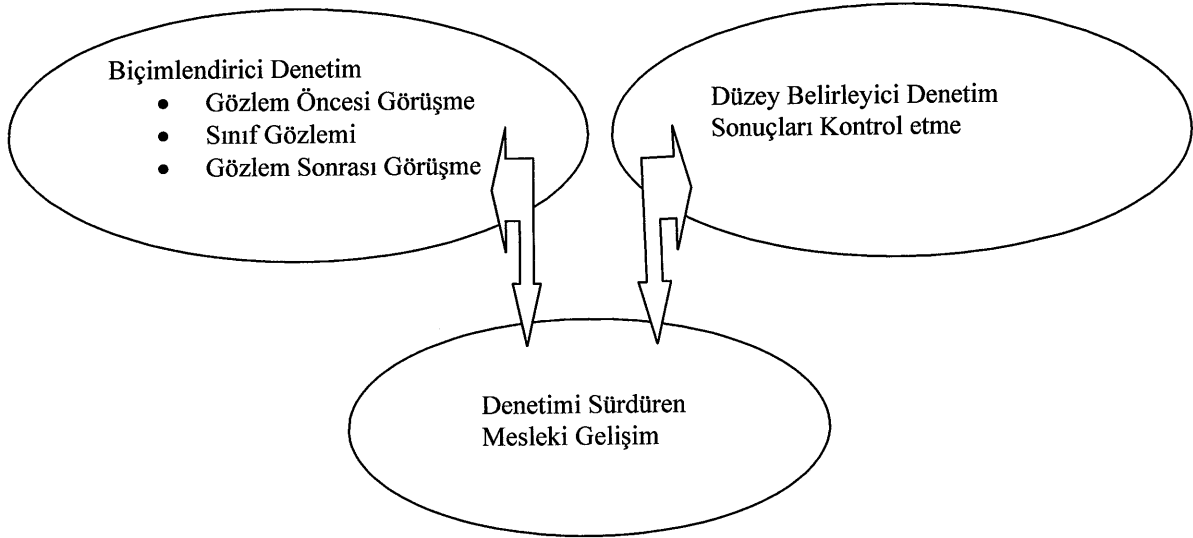 Biçimlendirici Denetim
• Gözlem Öncesi Görüşme
• Sınıf Gözlemi
• Gözlem Sonrası Görüşme
Düzey Belirleyici Denetim
Sonuçları Kontrol etme
Denetimi Sürdüren
Mesleki Gelişim